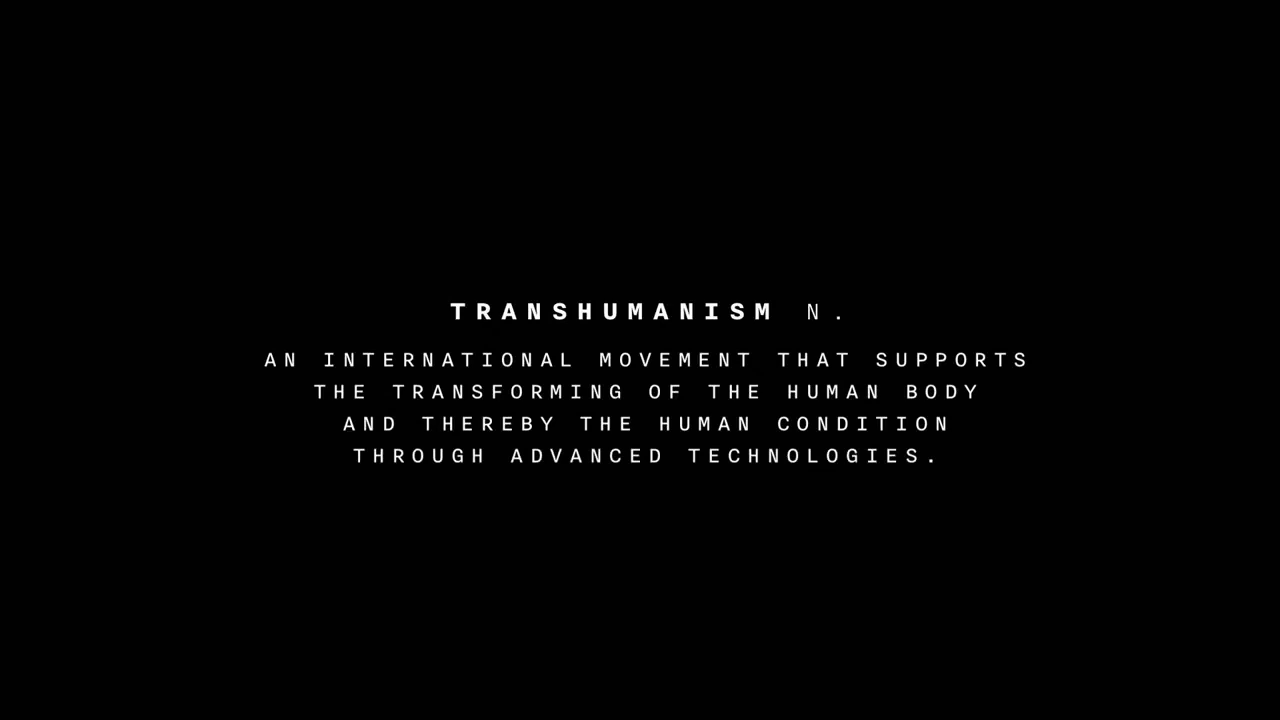 TRANSHUMANISM N.
AN INTERNATIONAL MOVEMENT THAT SUPPORTS
THE TRANSFORMING OF THE HUMAN BODY
AND THEREBY THE HUMAN CONDITION
THROUGH ADVANCED TECHNOLOGIES.